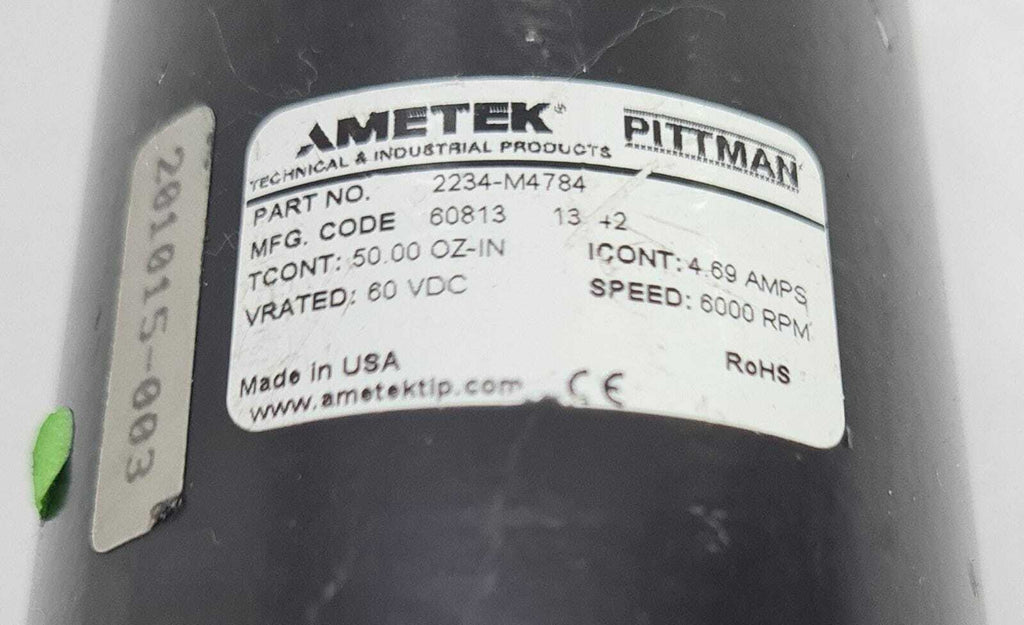 AMETEK® PITTMAN
TECHNICAL & INDUSTRIAL PRODUCTS
PART NO. 2234-M4784
MFG. CODE 60813 13 +2
TCONT: 50.00 OZ-IN ICONT: 4.69 AMPS
VRATED: 60 VDC SPEED: 6000 RPM
Made in USA RoHS
www.ametektip.com CE
281015-003